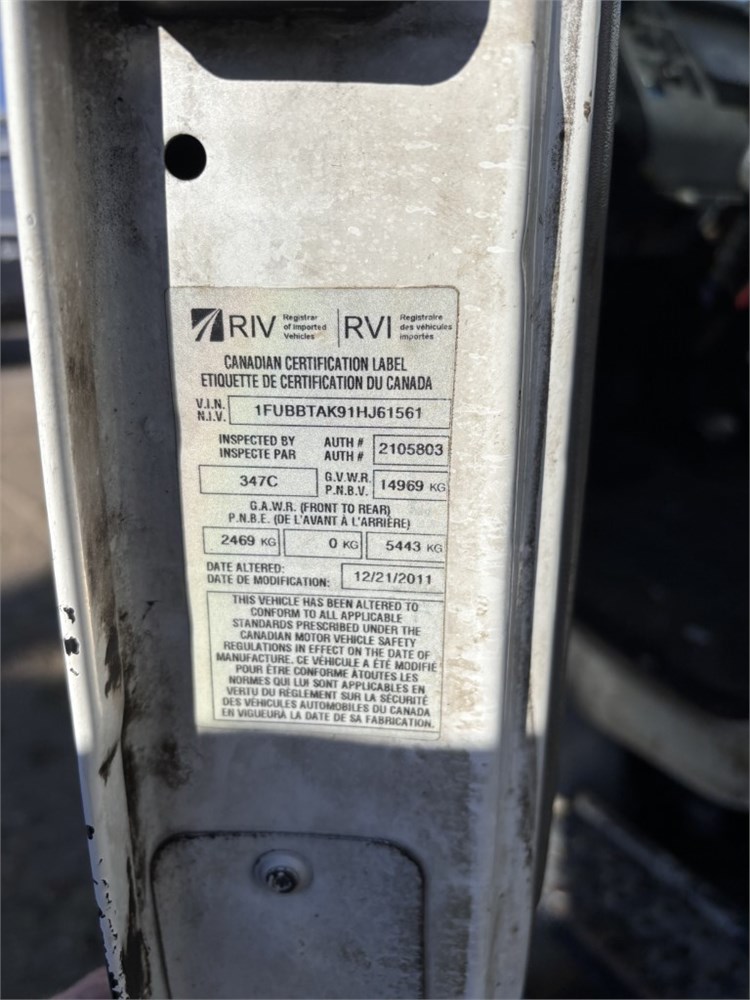 RIV Registrar of Imported Vehicles | RVI Registraire des véhicules importés
CANADIAN CERTIFICATION LABEL
ETIQUETTE DE CERTIFICATION DU CANADA
V.I.N.
N.I.V.
1FUBBTAK91HJ61561
INSPECTED BY
INSPECTE PAR
AUTH #
AUTH #
2105803
347C
G.V.W.R.
P.N.B.V.
14969 KG
G.A.W.R. (FRONT TO REAR)
P.N.B.E. (DE L'AVANT À L'ARRIÈRE)
2469 KG
0 KG
5443 KG
DATE ALTERED:
DATE DE MODIFICATION:
12/21/2011
THIS VEHICLE HAS BEEN ALTERED TO
CONFORM TO ALL APPLICABLE
STANDARDS PRESCRIBED UNDER THE
CANADIAN MOTOR VEHICLE SAFETY
REGULATIONS IN EFFECT ON THE DATE OF
MANUFACTURE. CE VÉHICULE A ÉTÉ MODIFIÉ
POUR ÊTRE CONFORME ATOUTES LES
NORMES QUI LUI SONT APPLICABLES EN
VERTU DU RÈGLEMENT SUR LA SÉCURITÉ
DES VÉHICULES AUTOMOBILES DU CANADA
EN VIGUEURÀ LA DATE DE SA FABRICATION.